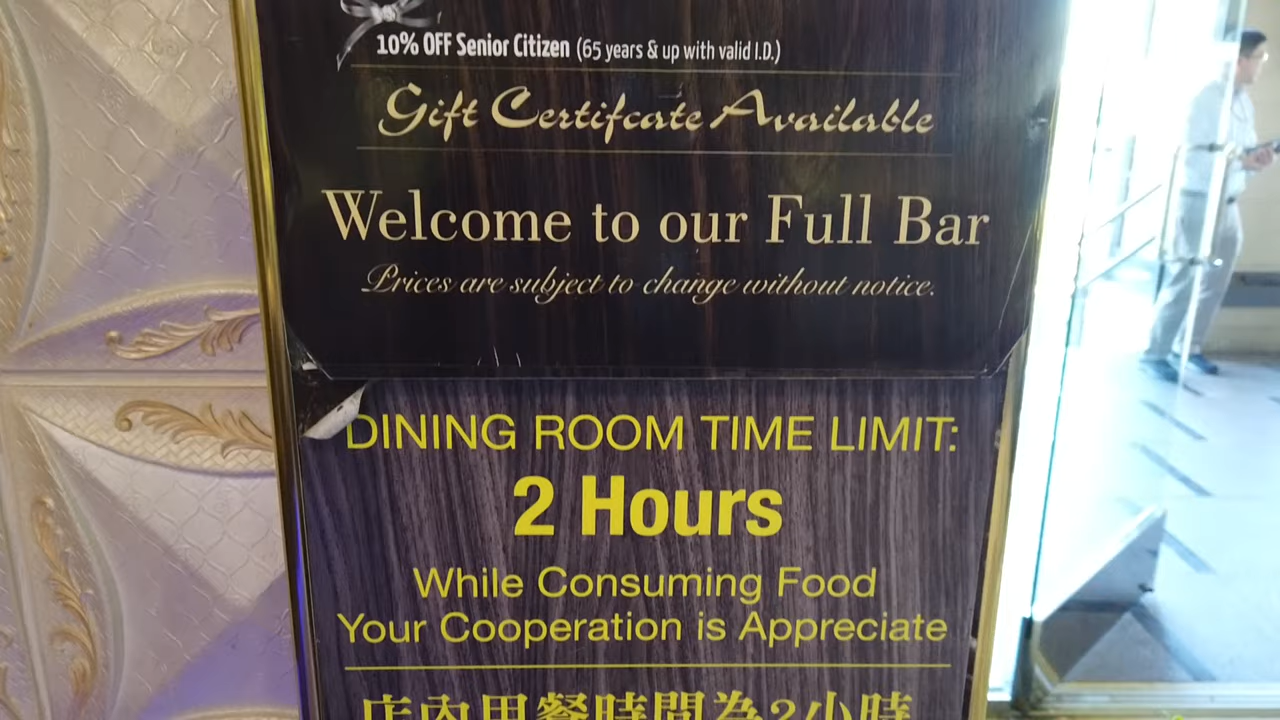 10% OFF Senior Citizen (65 years & up with valid I.D.)
Gift Certifcate Available
Welcome to our Full Bar
Prices are subject to change without notice.
DINING ROOM TIME LIMIT:
2 Hours
While Consuming Food
Your Cooperation is Appreciate
店內用餐時間為2小時